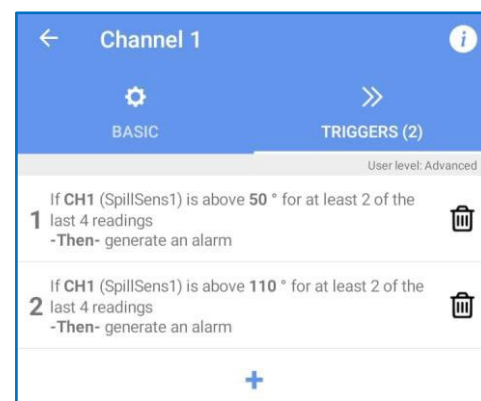 Channel 1
i
BASIC
TRIGGERS (2)
User level: Advanced
If CH1 (SpillSens1) is above 50 ° for at least 2 of the
1 last 4 readings
-Then- generate an alarm
If CH1 (SpillSens1) is above 110 ° for at least 2 of the
2 last 4 readings
-Then- generate an alarm
+